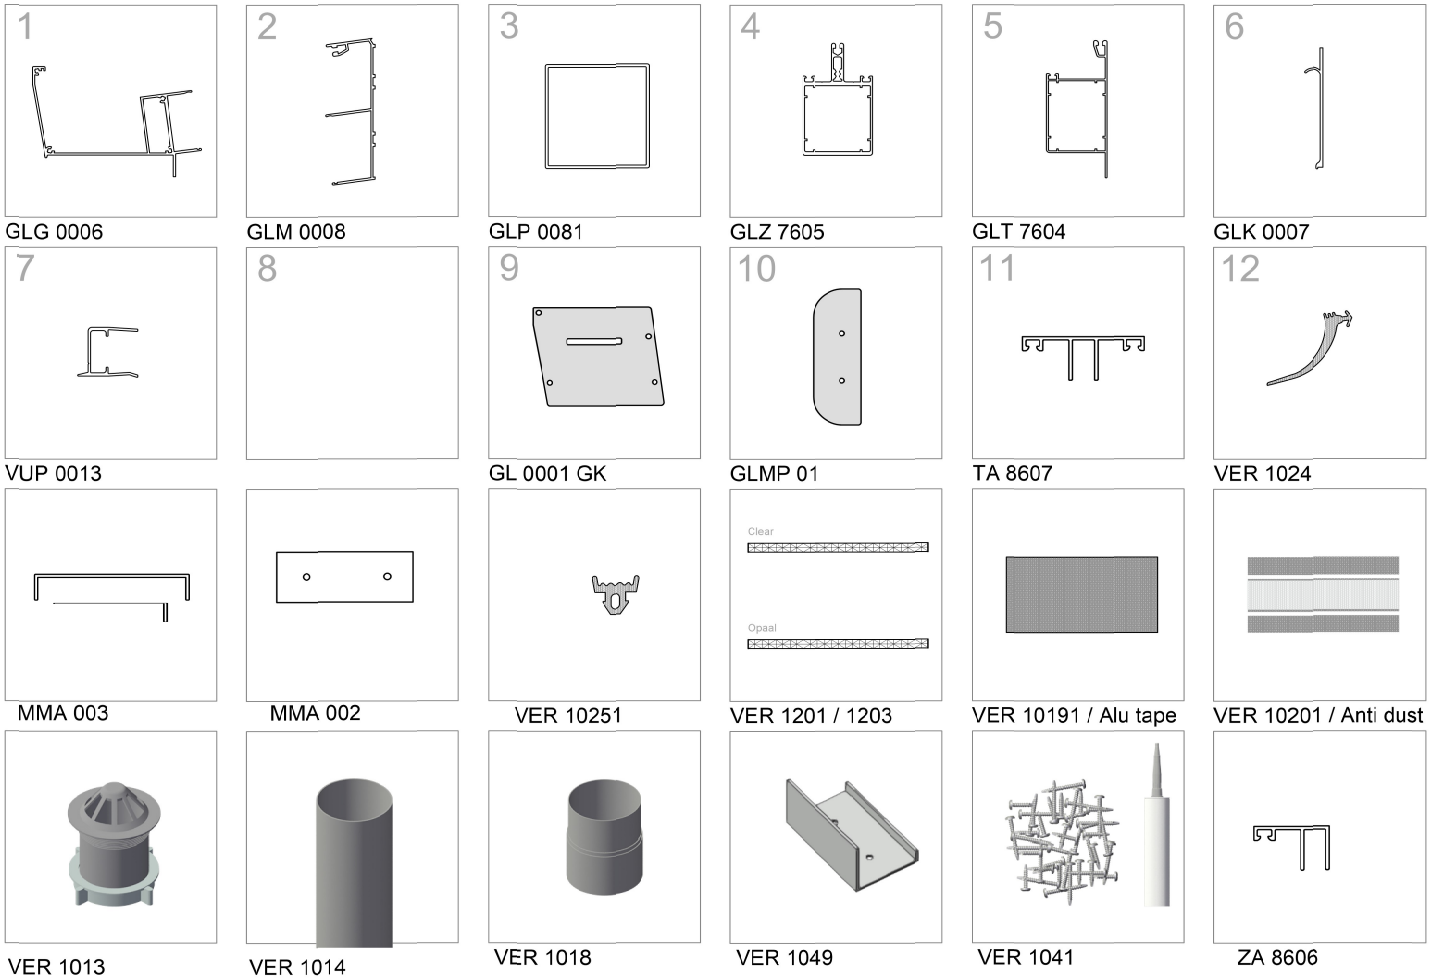 1 2 3 4 5 6
GLG 0006 GLM 0008 GLP 0081 GLZ 7605 GLT 7604 GLK 0007
7 8 9 10 11 12
VUP 0013 GL 0001 GK GLMP 01 TA 8607 VER 1024
Clear
Opaal
MMA 003 MMA 002 VER 10251 VER 1201 / 1203 VER 10191 / Alu tape VER 10201 / Anti dust
VER 1013 VER 1014 VER 1018 VER 1049 VER 1041 ZA 8606